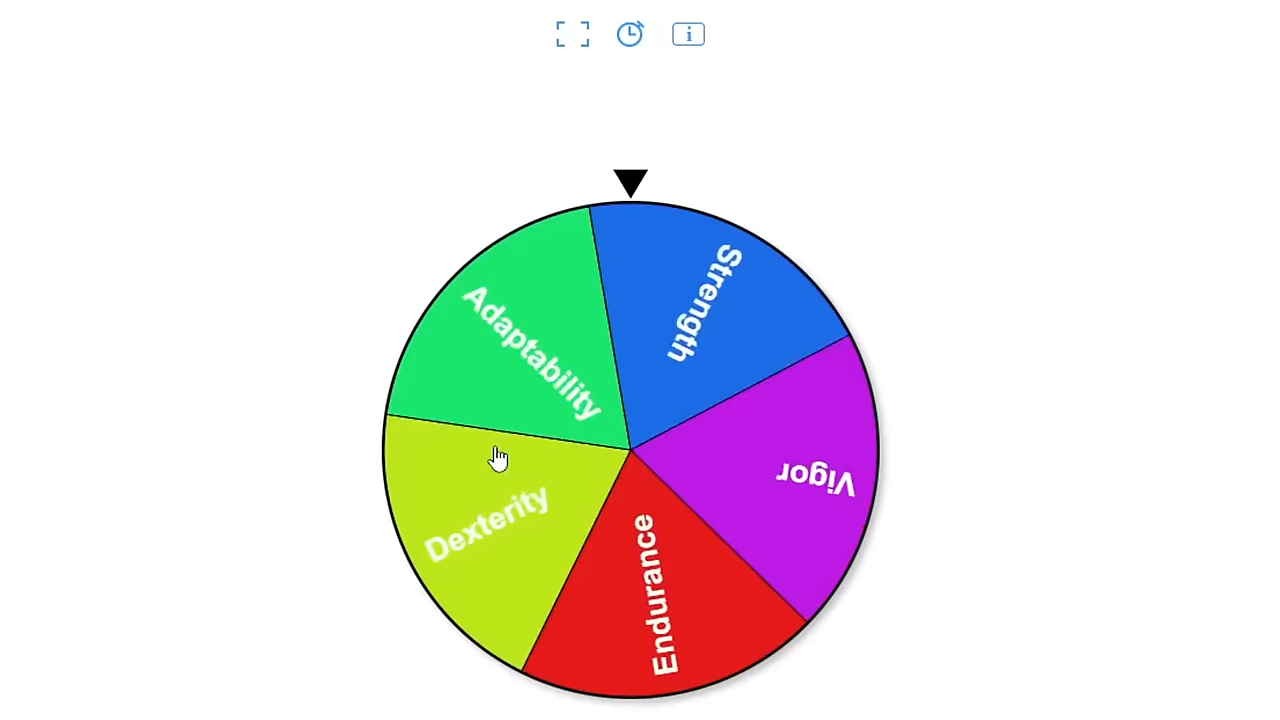 i
Strength
Adaptability
Vigor
Dexterity
Endurance